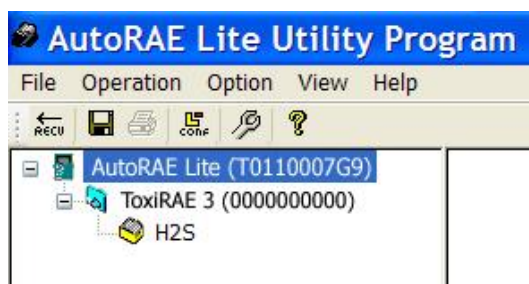 AutoRAE Lite Utility Program
File Operation Option View Help
RECV CONF ?
AutoRAE Lite (T0110007G9)
ToxiRAE 3 (0000000000)
H2S